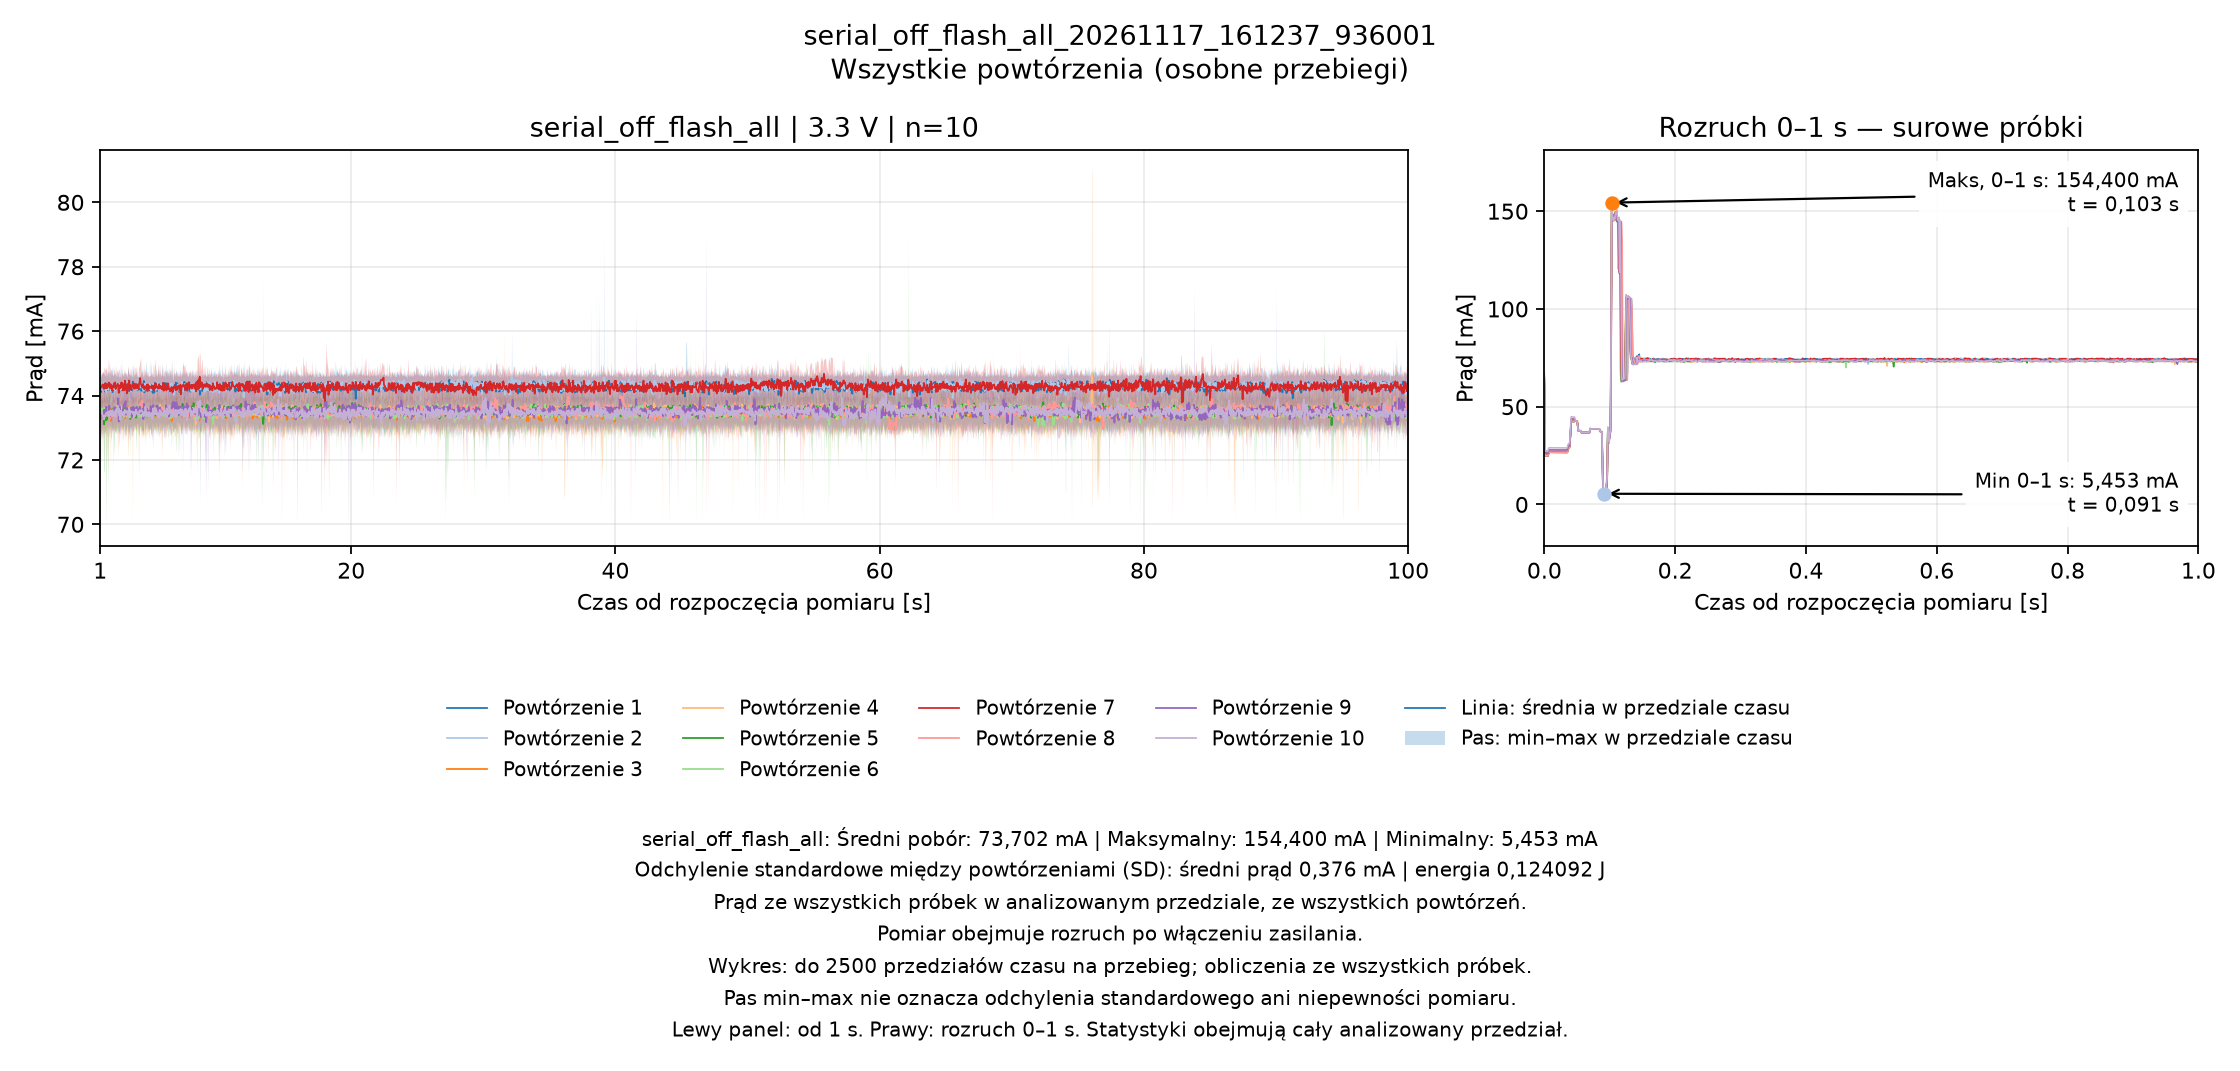 serial_off_flash_all_20261117_161237_936001
Wszystkie powtórzenia (osobne przebiegi)
serial_off_flash_all | 3.3 V | n=10
80
78
76
74
72
70
Prąd [mA]
1
20
40
60
80
100
Czas od rozpoczęcia pomiaru [s]
Rozruch 0–1 s — surowe próbki
Maks, 0–1 s: 154,400 mA
t = 0,103 s
Min 0–1 s: 5,453 mA
t = 0,091 s
150
100
50
0
Prąd [mA]
0.0
0.2
0.4
0.6
0.8
1.0
Czas od rozpoczęcia pomiaru [s]
Powtórzenie 1
Powtórzenie 2
Powtórzenie 3
Powtórzenie 4
Powtórzenie 5
Powtórzenie 6
Powtórzenie 7
Powtórzenie 8
Powtórzenie 9
Powtórzenie 10
Linia: średnia w przedziale czasu
Pas: min–max w przedziale czasu
serial_off_flash_all: Średni pobór: 73,702 mA | Maksymalny: 154,400 mA | Minimalny: 5,453 mA
Odchylenie standardowe między powtórzeniami (SD): średni prąd 0,376 mA | energia 0,124092 J
Prąd ze wszystkich próbek w analizowanym przedziale, ze wszystkich powtórzeń.
Pomiar obejmuje rozruch po włączeniu zasilania.
Wykres: do 2500 przedziałów czasu na przebieg; obliczenia ze wszystkich próbek.
Pas min–max nie oznacza odchylenia standardowego ani niepewności pomiaru.
Lewy panel: od 1 s. Prawy: rozruch 0–1 s. Statystyki obejmują cały analizowany przedział.